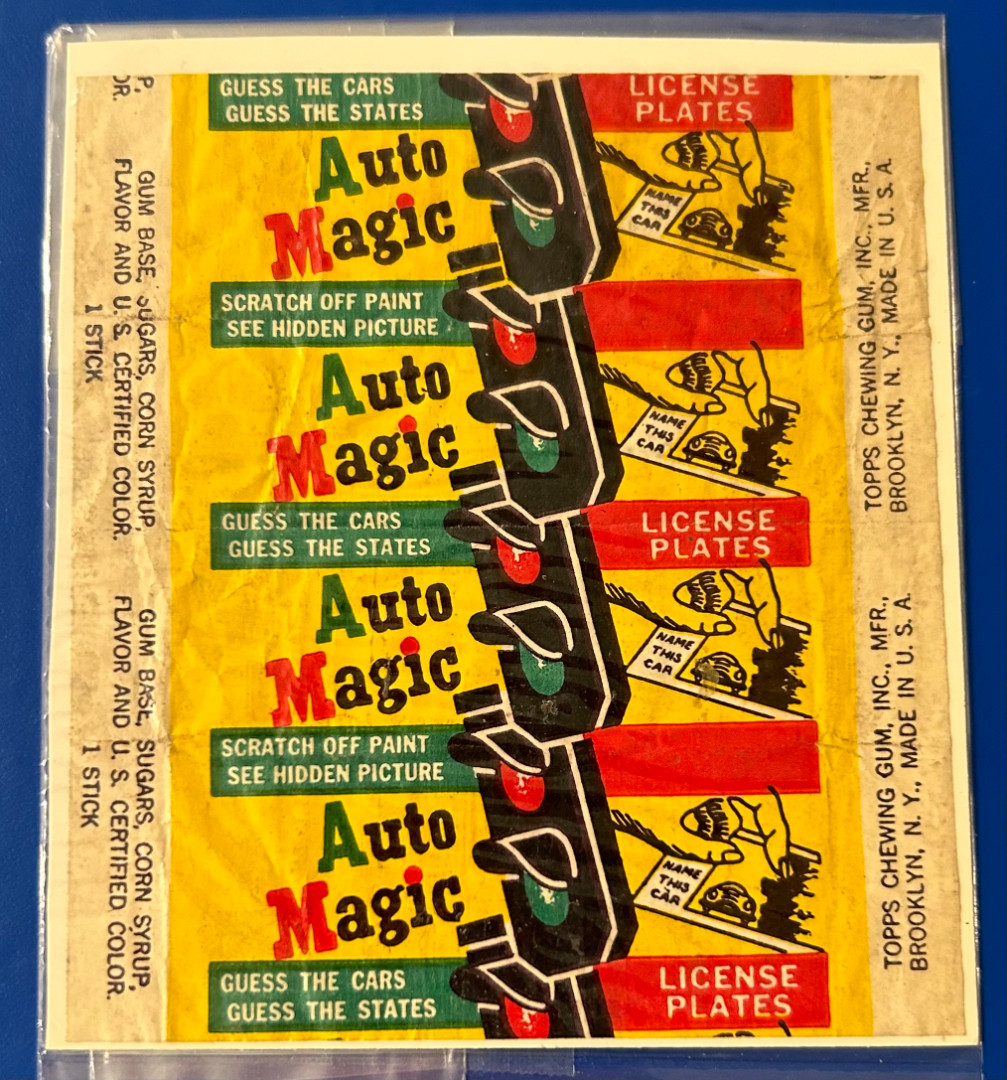 GUESS THE CARS
GUESS THE STATES
LICENSE
PLATES
Auto
Magic
NAME
THIS
CAR
SCRATCH OFF PAINT
SEE HIDDEN PICTURE
Auto
Magic
NAME
THIS
CAR
GUESS THE CARS
GUESS THE STATES
LICENSE
PLATES
Auto
Magic
NAME
THIS
CAR
SCRATCH OFF PAINT
SEE HIDDEN PICTURE
Auto
Magic
NAME
THIS
CAR
GUESS THE CARS
GUESS THE STATES
LICENSE
PLATES
P,
OR.
GUM BASE, SUGARS, CORN SYRUP,
FLAVOR AND U. S. CERTIFIED COLOR.
1 STICK
GUM BASE, SUGARS, CORN SYRUP,
FLAVOR AND U. S. CERTIFIED COLOR.
1 STICK
TOPPS CHEWING GUM, INC., MFR.,
BROOKLYN, N. Y., MADE IN U. S. A.
TOPPS CHEWING GUM, INC., MFR.,
BROOKLYN, N. Y., MADE IN U. S. A.